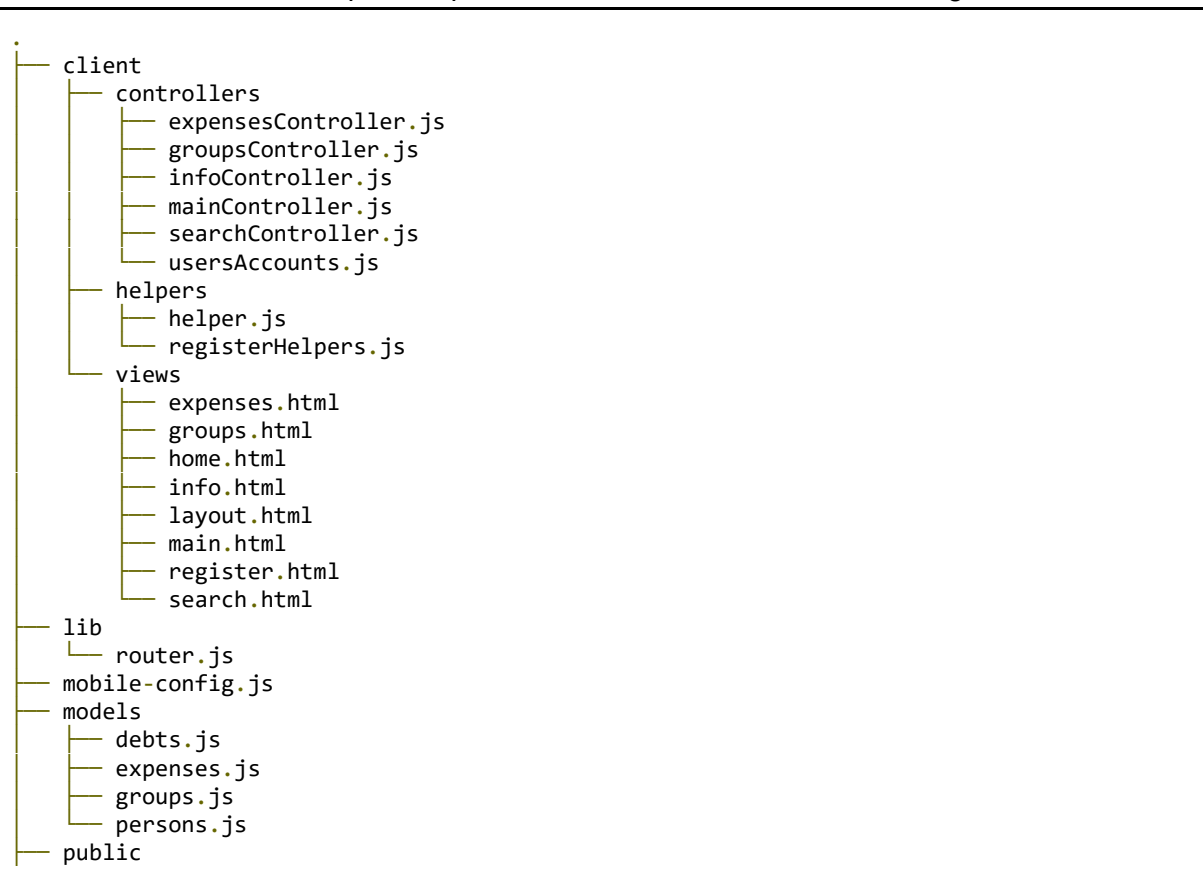 .
├── client
│   ├── controllers
│   │   ├── expensesController.js
│   │   ├── groupsController.js
│   │   ├── infoController.js
│   │   ├── mainController.js
│   │   ├── searchController.js
│   │   └── usersAccounts.js
│   ├── helpers
│   │   ├── helper.js
│   │   └── registerHelpers.js
│   └── views
│       ├── expenses.html
│       ├── groups.html
│       ├── home.html
│       ├── info.html
│       ├── layout.html
│       ├── main.html
│       ├── register.html
│       └── search.html
├── lib
│   └── router.js
├── mobile-config.js
├── models
│   ├── debts.js
│   ├── expenses.js
│   ├── groups.js
│   └── persons.js
├── public